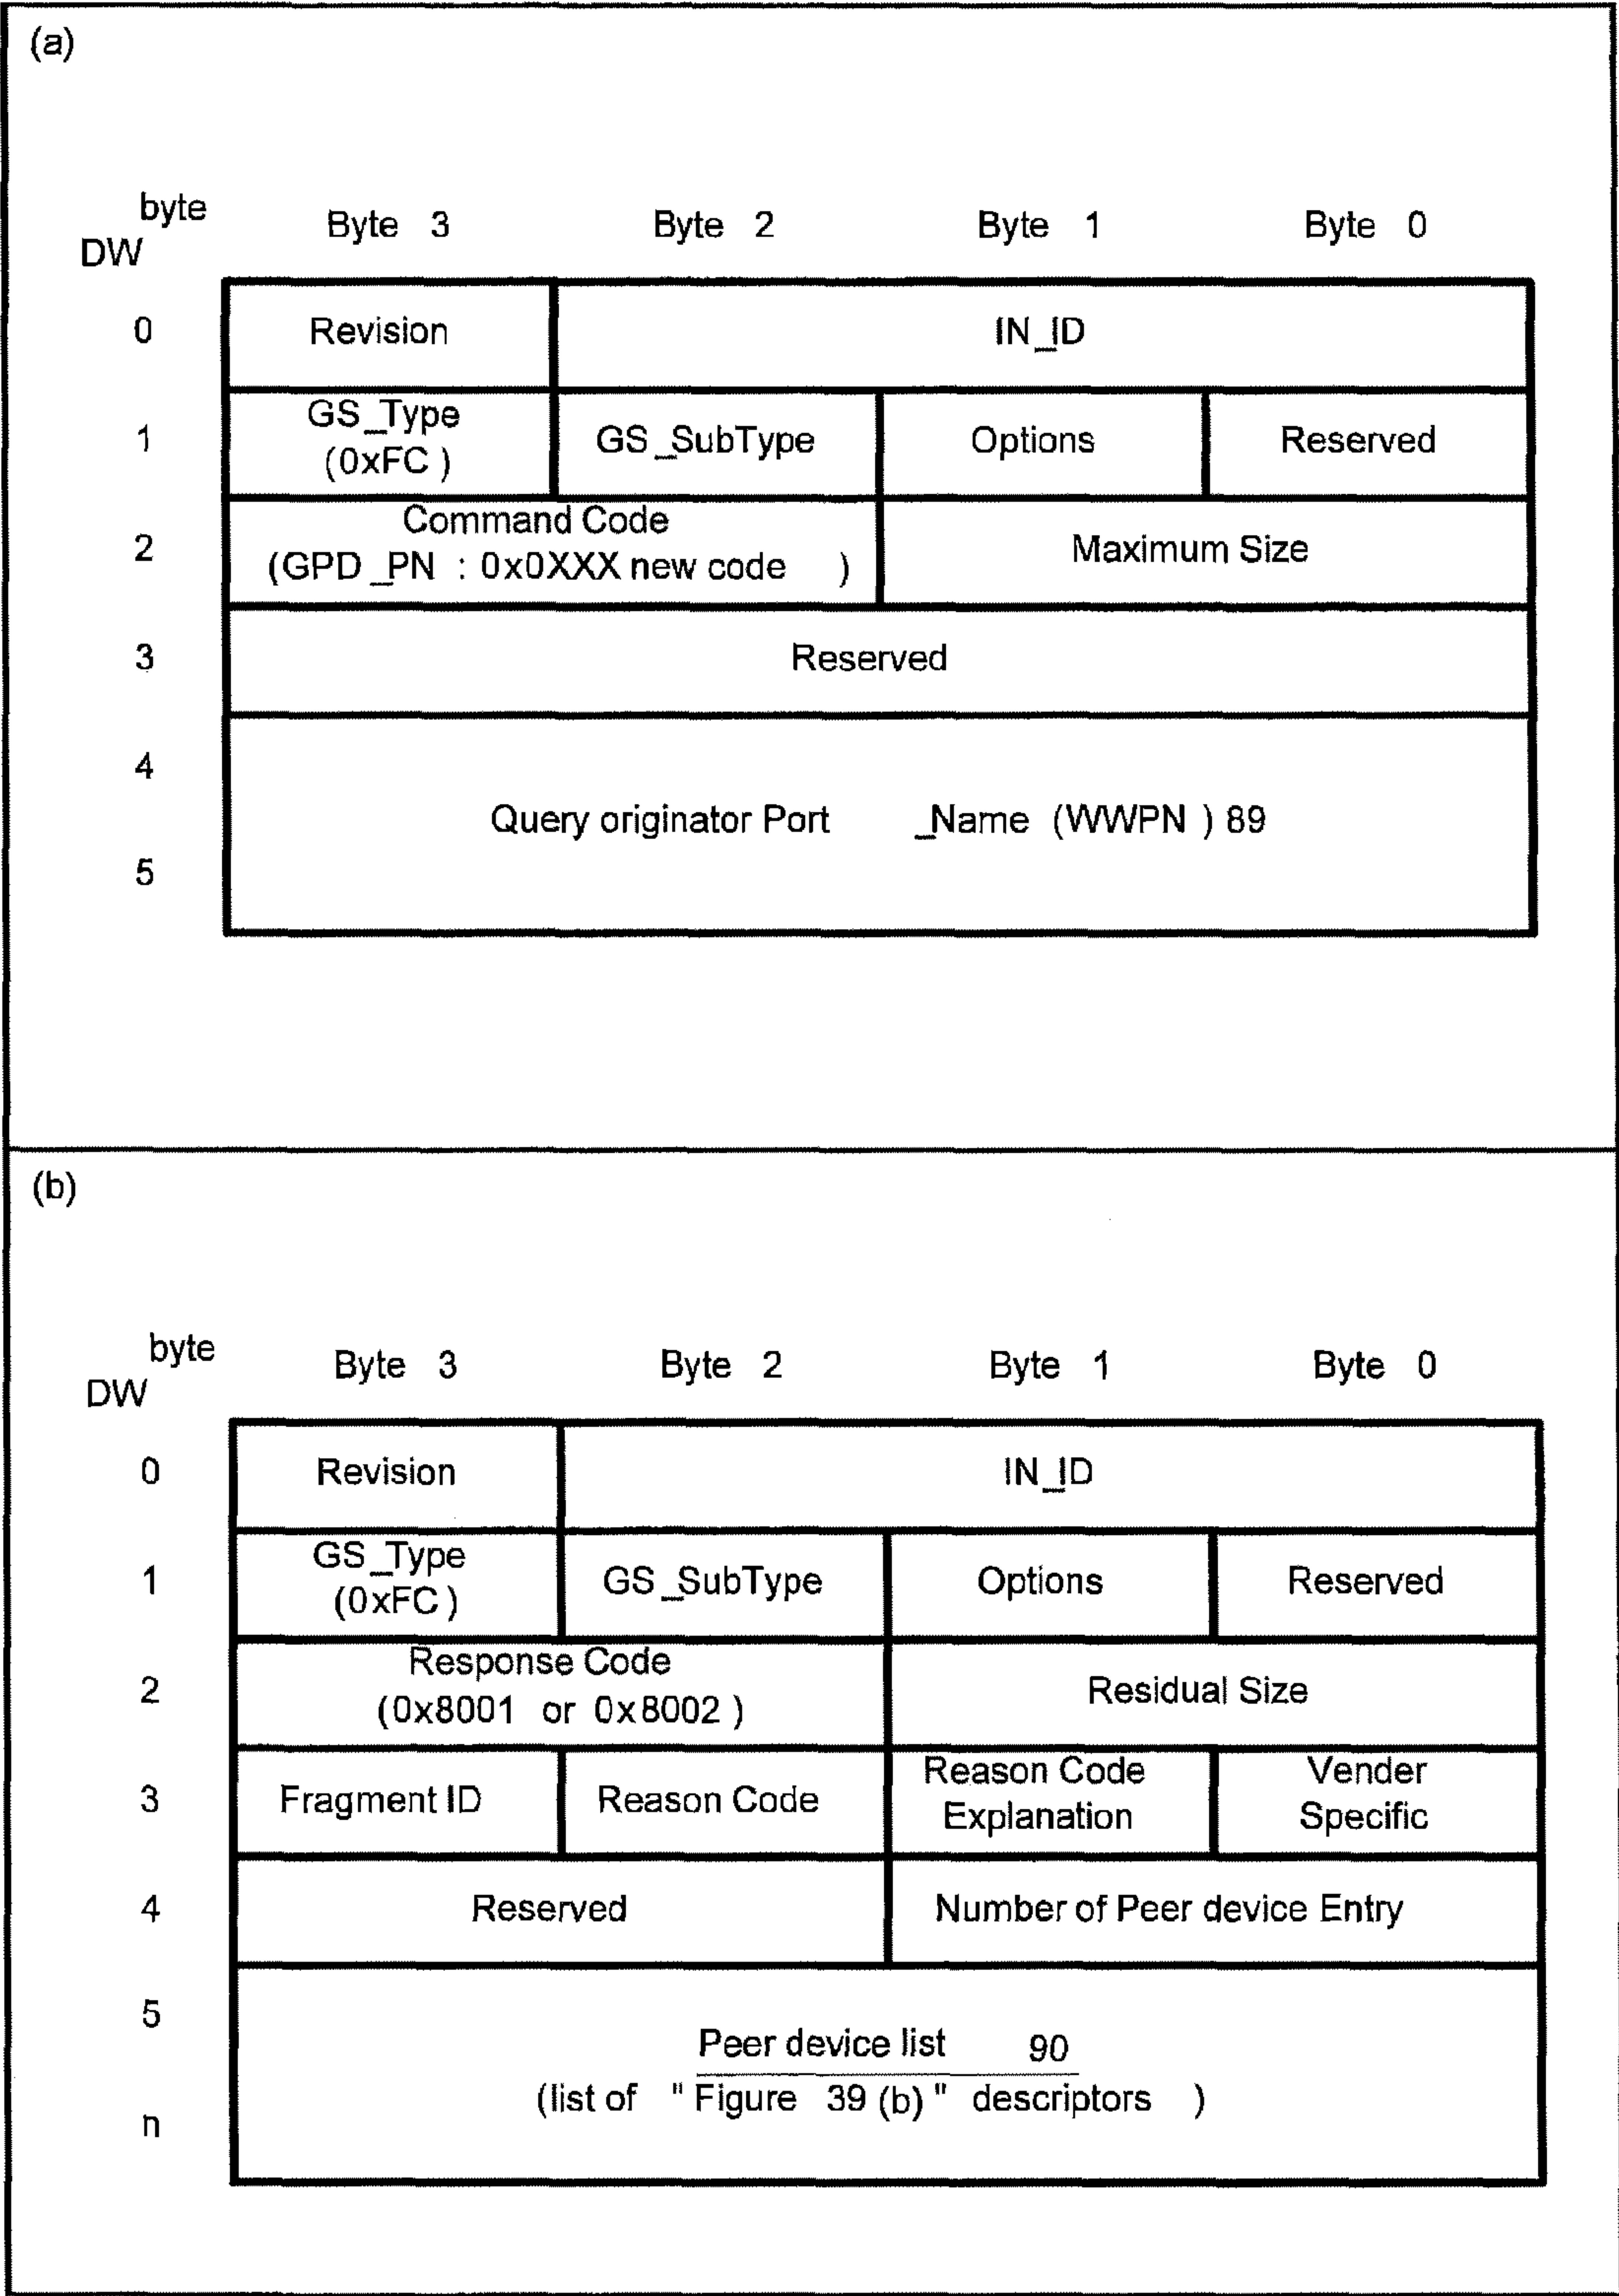 (a)
byte
DW
Byte 3 Byte 2 Byte 1 Byte 0
0 Revision IN_ID
1 GS_Type (0xFC) GS_SubType Options Reserved
2 Command Code (GPD_PN : 0x0XXX new code ) Maximum Size
3 Reserved
4
Query originator Port _Name (WWPN ) 89
5
(b)
byte
DW
Byte 3 Byte 2 Byte 1 Byte 0
0 Revision IN_ID
1 GS_Type (0xFC) GS_SubType Options Reserved
2 Response Code (0x8001 or 0x8002 ) Residual Size
3 Fragment ID Reason Code Reason Code Explanation Vender Specific
4 Reserved Number of Peer device Entry
5
Peer device list 90
(list of "Figure 39 (b)" descriptors )
n